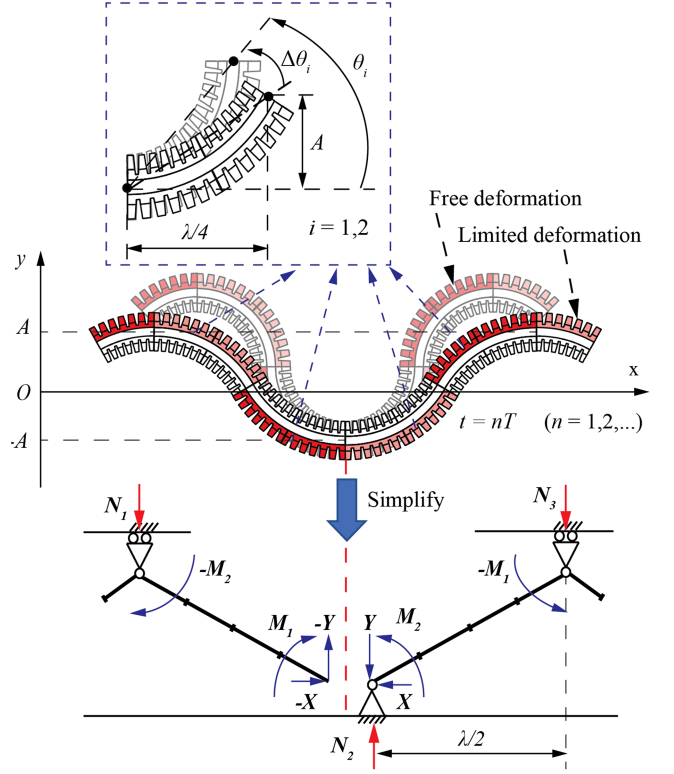 Δθᵢ
θᵢ
A
λ/4
i = 1,2
Free deformation
Limited deformation
y
A
x
O
t = nT (n = 1,2,...)
-A
Simplify
N₁
N₃
-M₂
-M₁
M₁ -Y Y M₂
-X X
N₂
λ/2